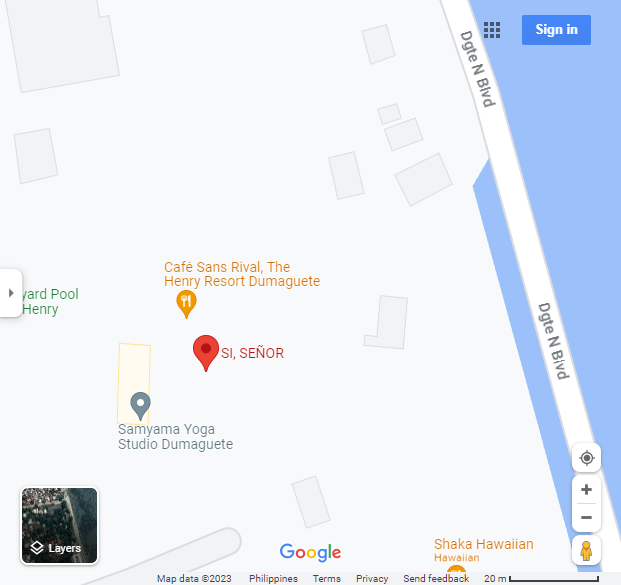 Dgte N Blvd
Sign in
Cafè Sans Rival, The
Henry Resort Dumaguete
yard Pool
Henry
Dgte N Blvd
SI, SEÑOR
Samyama Yoga
Studio Dumaguete
Layers
Google
Shaka Hawaiian
Hawaiian
Map data ©2023 Philippines Terms Privacy Send feedback 20 m